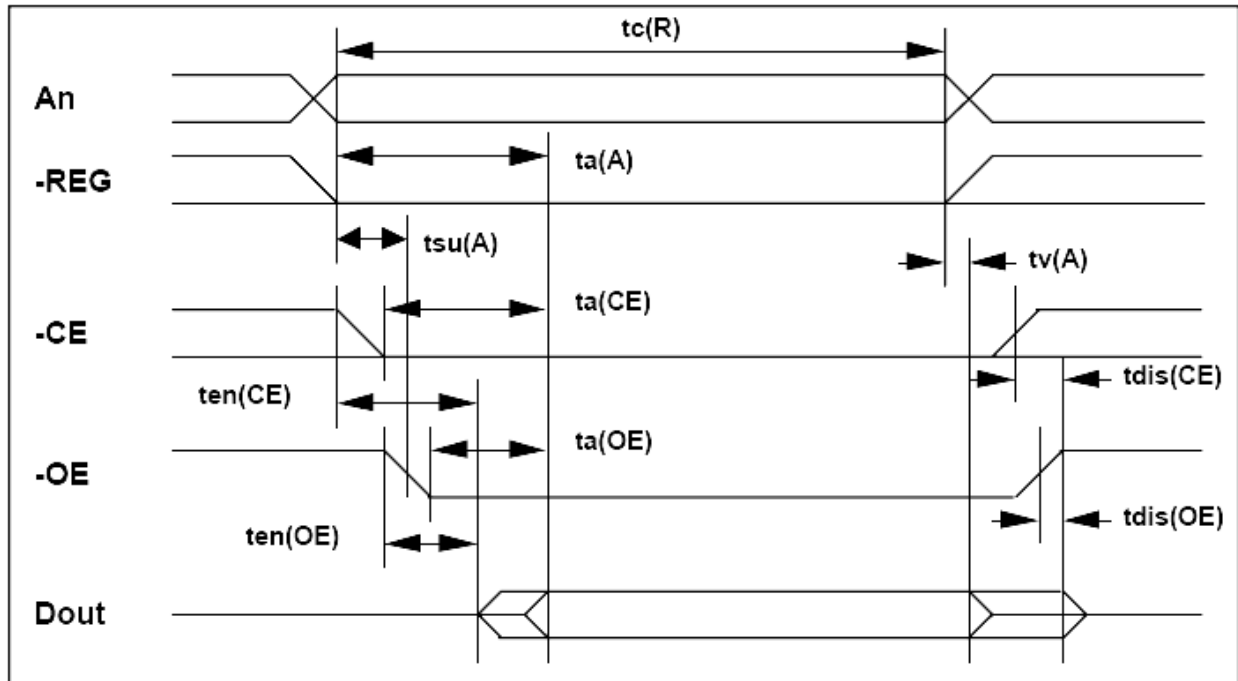 tc(R)
An
ta(A)
-REG
tsu(A)
tv(A)
ta(CE)
-CE
tdis(CE)
ten(CE)
ta(OE)
-OE
tdis(OE)
ten(OE)
Dout